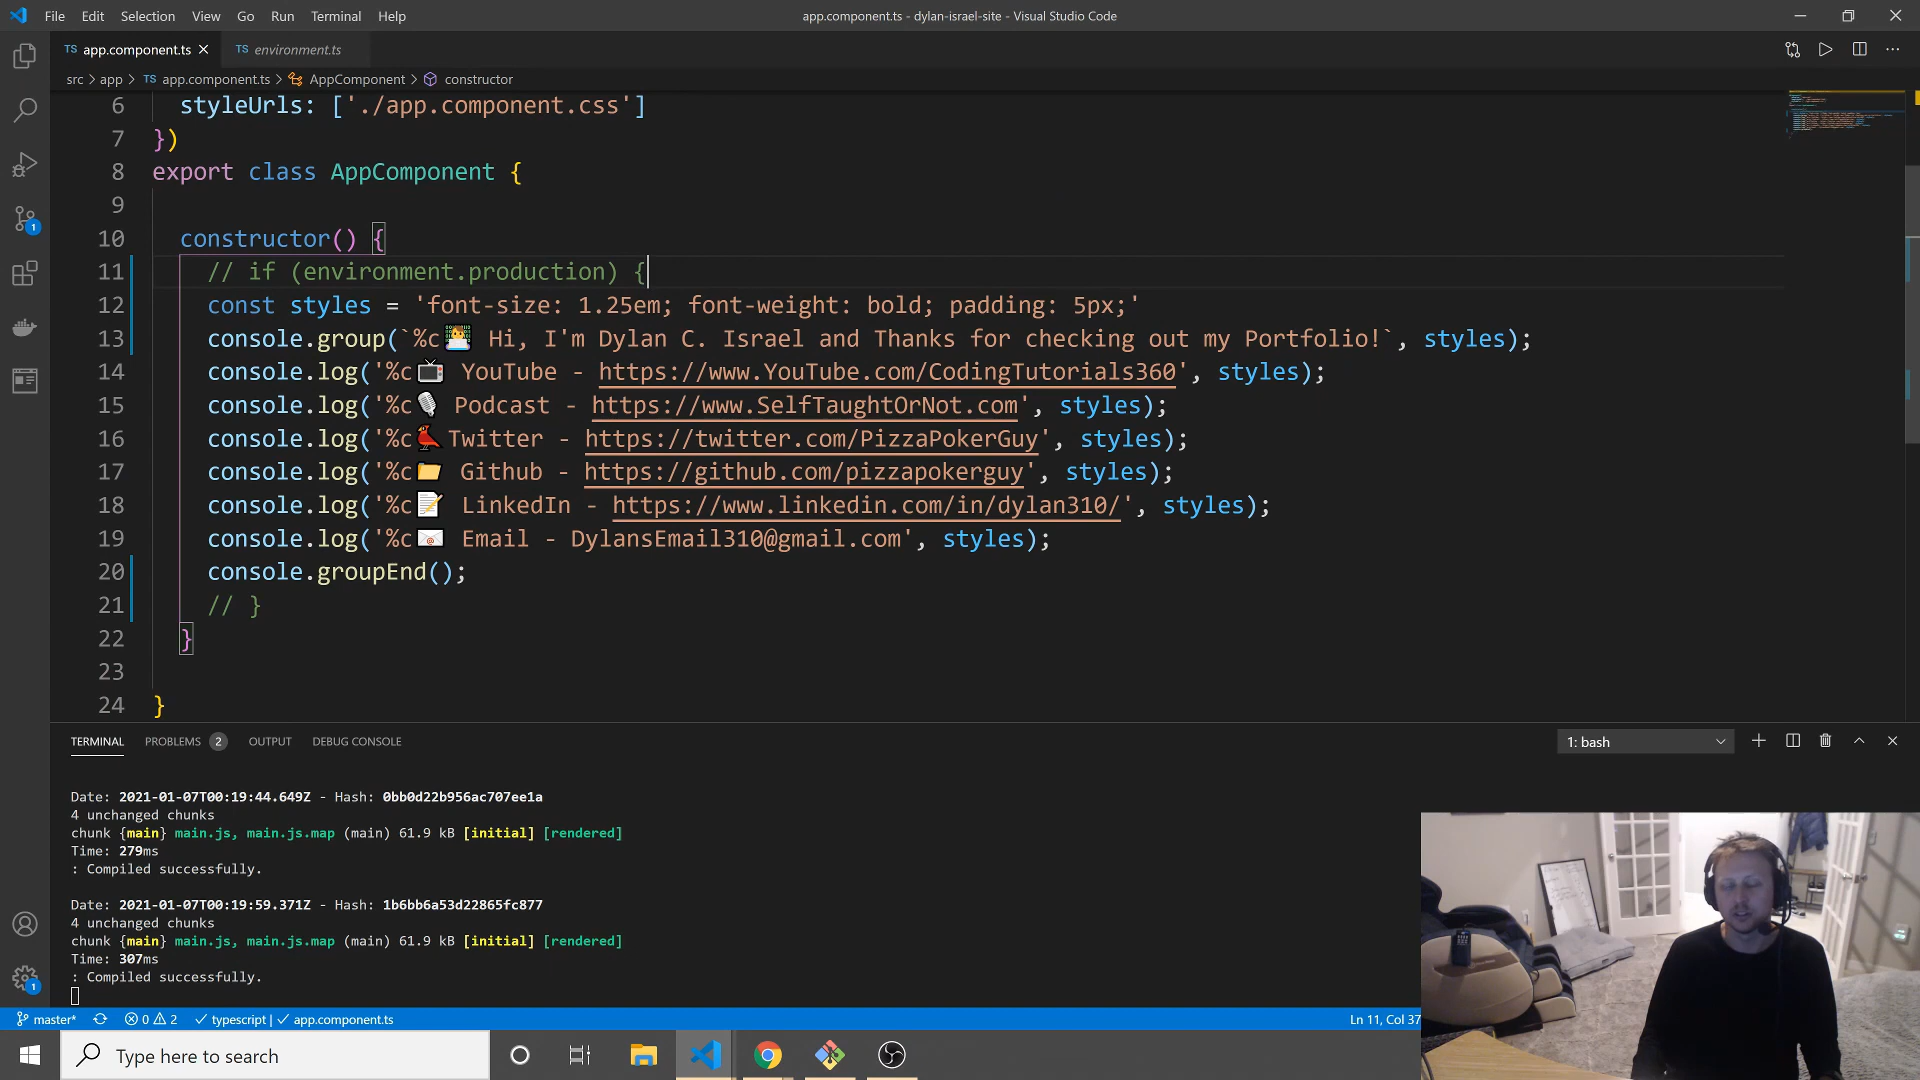 File Edit Selection View Go Run Terminal Help
app.component.ts - dylan-israel-site - Visual Studio Code
TS app.component.ts
TS environment.ts
src > app > TS app.component.ts > AppComponent > constructor
6 styleUrls: ['./app.component.css']
7 })
8 export class AppComponent {
9
10 constructor() {
11 // if (environment.production) {
12 const styles = 'font-size: 1.25em; font-weight: bold; padding: 5px;'
13 console.group(`%c👨‍💻 Hi, I'm Dylan C. Israel and Thanks for checking out my Portfolio!`, styles);
14 console.log('%c📺 YouTube - https://www.YouTube.com/CodingTutorials360', styles);
15 console.log('%c🎙 Podcast - https://www.SelfTaughtOrNot.com', styles);
16 console.log('%c🐦 Twitter - https://twitter.com/PizzaPokerGuy', styles);
17 console.log('%c📁 Github - https://github.com/pizzapokerguy', styles);
18 console.log('%c📝 LinkedIn - https://www.linkedin.com/in/dylan310/', styles);
19 console.log('%c📧 Email - DylansEmail310@gmail.com', styles);
20 console.groupEnd();
21 // }
22 }
23
24 }
TERMINAL PROBLEMS 2 OUTPUT DEBUG CONSOLE
1: bash
Date: 2021-01-07T00:19:44.649Z - Hash: 0bb0d22b956ac707ee1a
4 unchanged chunks
chunk {main} main.js, main.js.map (main) 61.9 kB [initial] [rendered]
Time: 279ms
: Compiled successfully.
Date: 2021-01-07T00:19:59.371Z - Hash: 1b6bb6a53d22865fc877
4 unchanged chunks
chunk {main} main.js, main.js.map (main) 61.9 kB [initial] [rendered]
Time: 307ms
: Compiled successfully.
1
1
master* 0 2 typescript | app.component.ts
Ln 11, Col 37
Type here to search